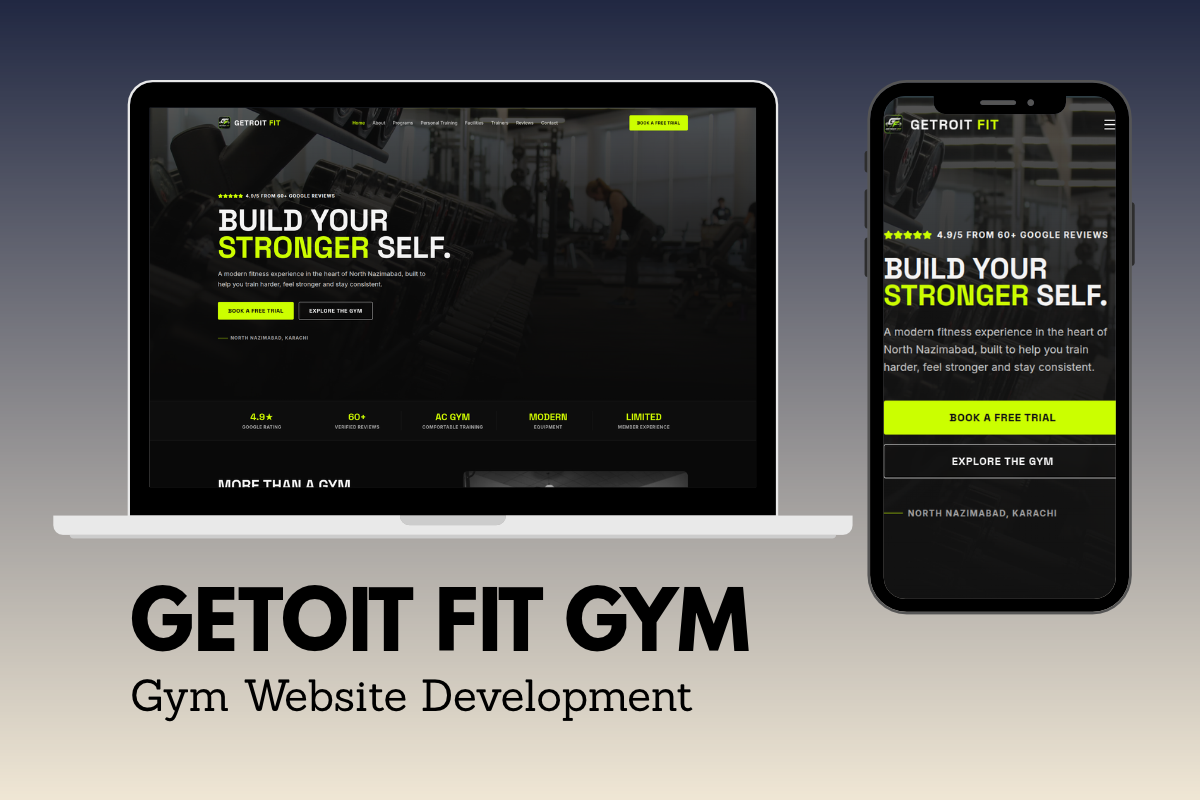 GETROIT FIT
Home About Programs Personal Training Facilities Trainers Reviews Contact
BOOK A FREE TRIAL
4.9/5 FROM 60+ GOOGLE REVIEWS
BUILD YOUR
STRONGER SELF.
A modern fitness experience in the heart of North Nazimabad, built to
help you train harder, feel stronger and stay consistent.
BOOK A FREE TRIAL EXPLORE THE GYM
NORTH NAZIMABAD, KARACHI
4.9★ 60+ AC GYM MODERN LIMITED
GOOGLE RATING VERIFIED REVIEWS COMFORTABLE TRAINING EQUIPMENT MEMBER EXPERIENCE
MORE THAN A GYM
GETROIT FIT
4.9/5 FROM 60+ GOOGLE REVIEWS
BUILD YOUR
STRONGER SELF.
A modern fitness experience in the heart of
North Nazimabad, built to help you train
harder, feel stronger and stay consistent.
BOOK A FREE TRIAL
EXPLORE THE GYM
NORTH NAZIMABAD, KARACHI
GETOIT FIT GYM
Gym Website Development